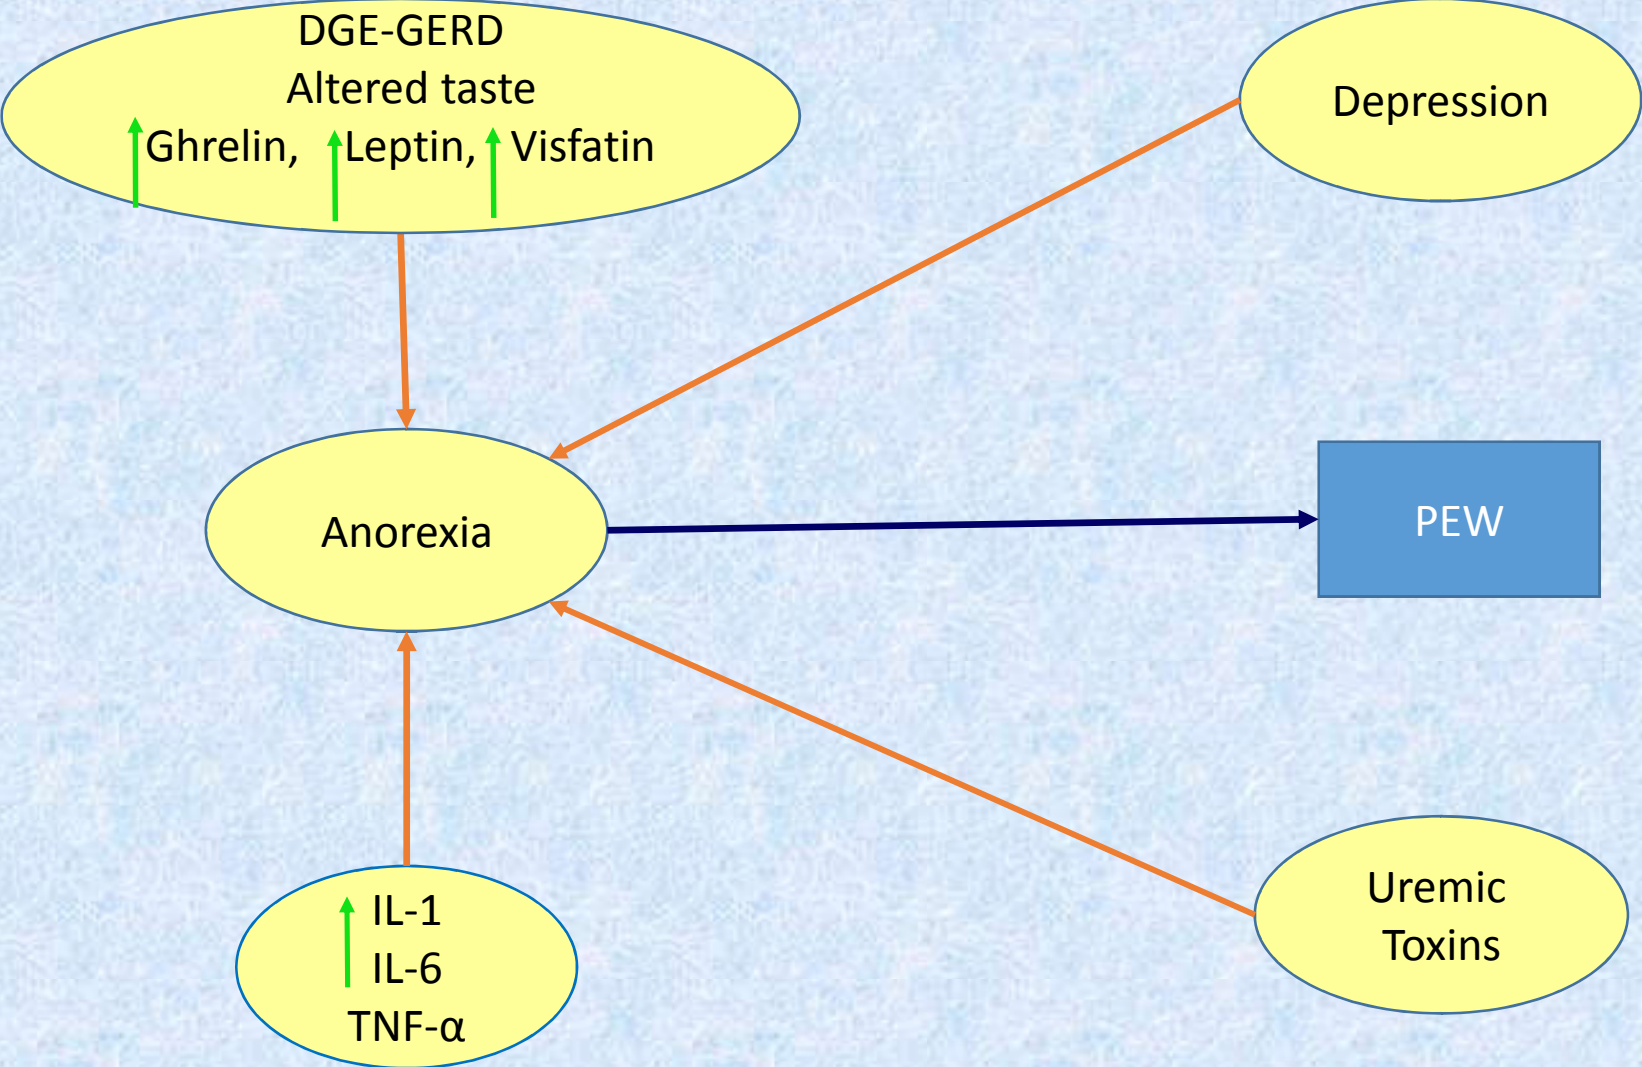 DGE-GERD
Altered taste
Ghrelin, Leptin, Visfatin
Depression
Anorexia
PEW
IL-1
IL-6
TNF-α
Uremic
Toxins